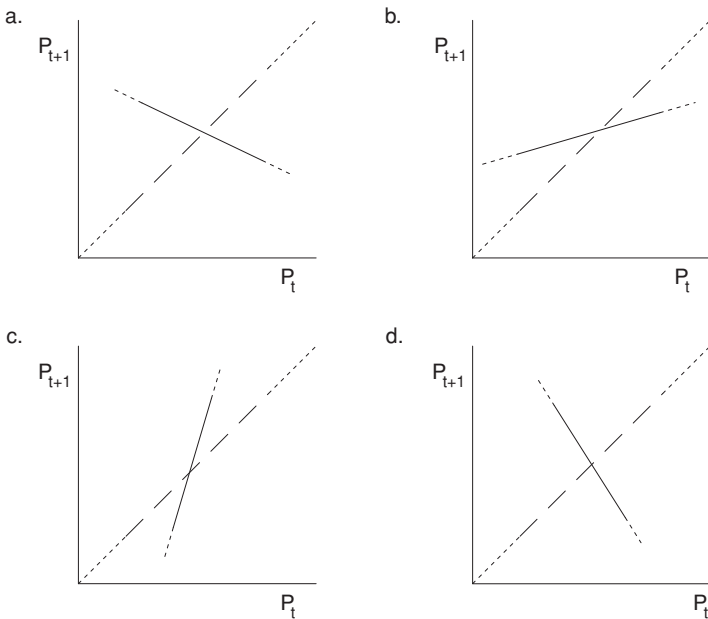 a.
b.
P_{t+1}
P_{t+1}
P_t
P_t
c.
d.
P_{t+1}
P_{t+1}
P_t
P_t